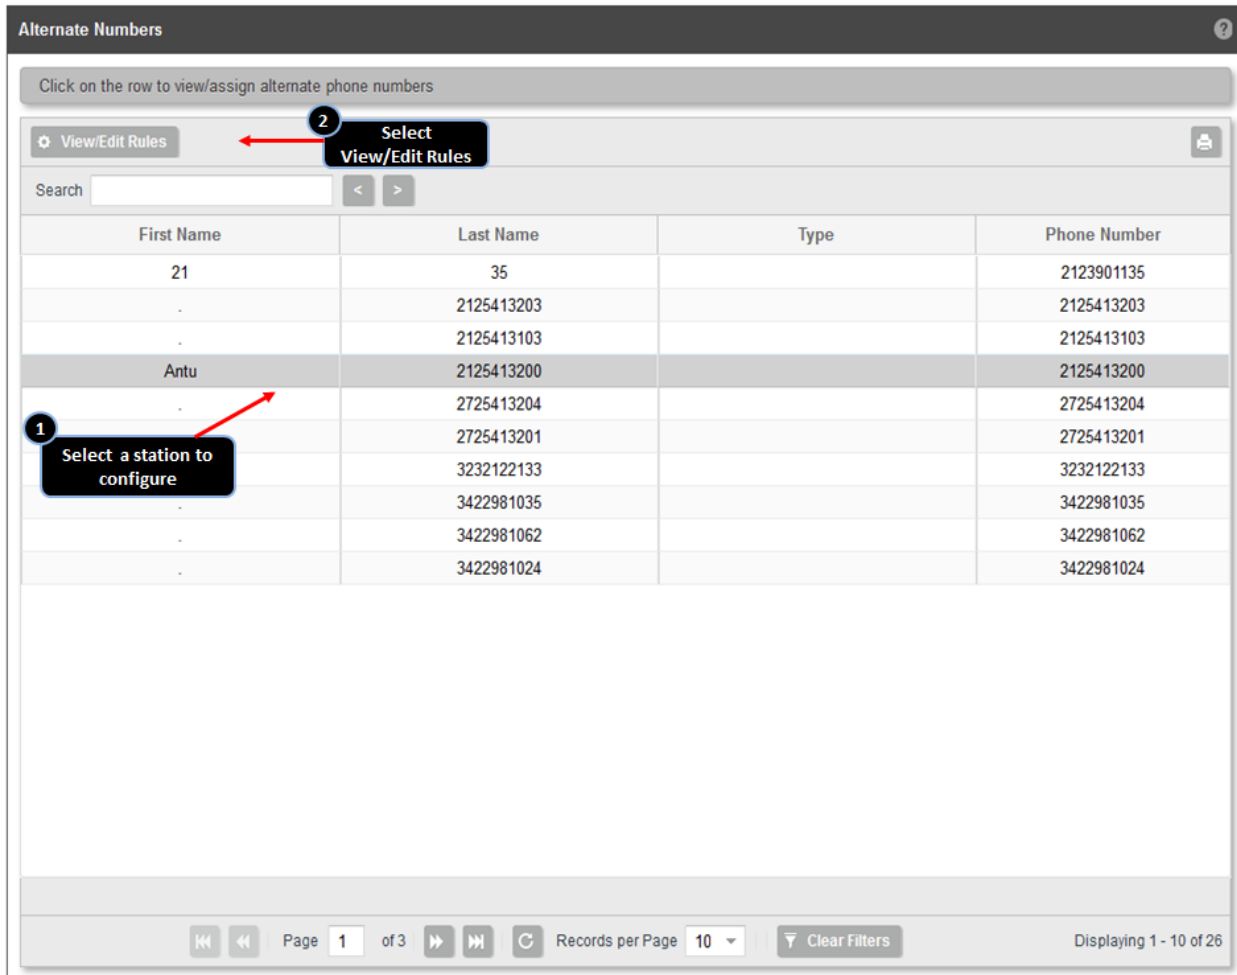 Alternate Numbers ?
Click on the row to view/assign alternate phone numbers
View/Edit Rules
2
Select
View/Edit Rules
Search < >
First Name Last Name Type Phone Number
21 35 2123901135
. 2125413203 2125413203
. 2125413103 2125413103
Antu 2125413200 2125413200
. 2725413204 2725413204
2725413201 2725413201
1
Select a station to
configure
3232122133 3232122133
. 3422981035 3422981035
. 3422981062 3422981062
. 3422981024 3422981024
Page 1 of 3 Records per Page 10 Clear Filters Displaying 1 - 10 of 26